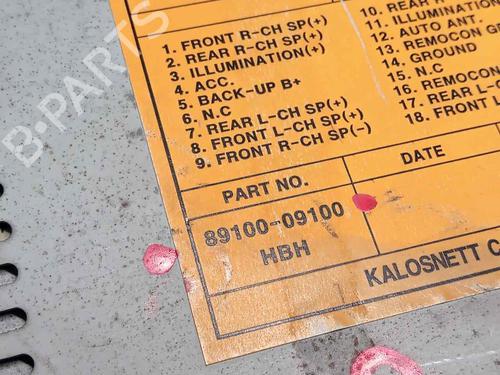 1. FRONT R-CH SP(+)
2. REAR R-CH SP(+)
3. ILLUMINATION(+)
4. ACC.
5. BACK-UP B+
6. N.C
7. REAR L-CH SP(+)
8. FRONT L-CH SP(+)
9. FRONT R-CH SP(-)
10. REAR R
11. ILLUMINATION
12. AUTO ANT.
13. REMOCON
14. GROUND
15. N.C
16. REMOCON
17. REAR L-
18. FRONT L
PART NO.
DATE
89100-09100
HBH
KALOSNETT C
B-PARTS